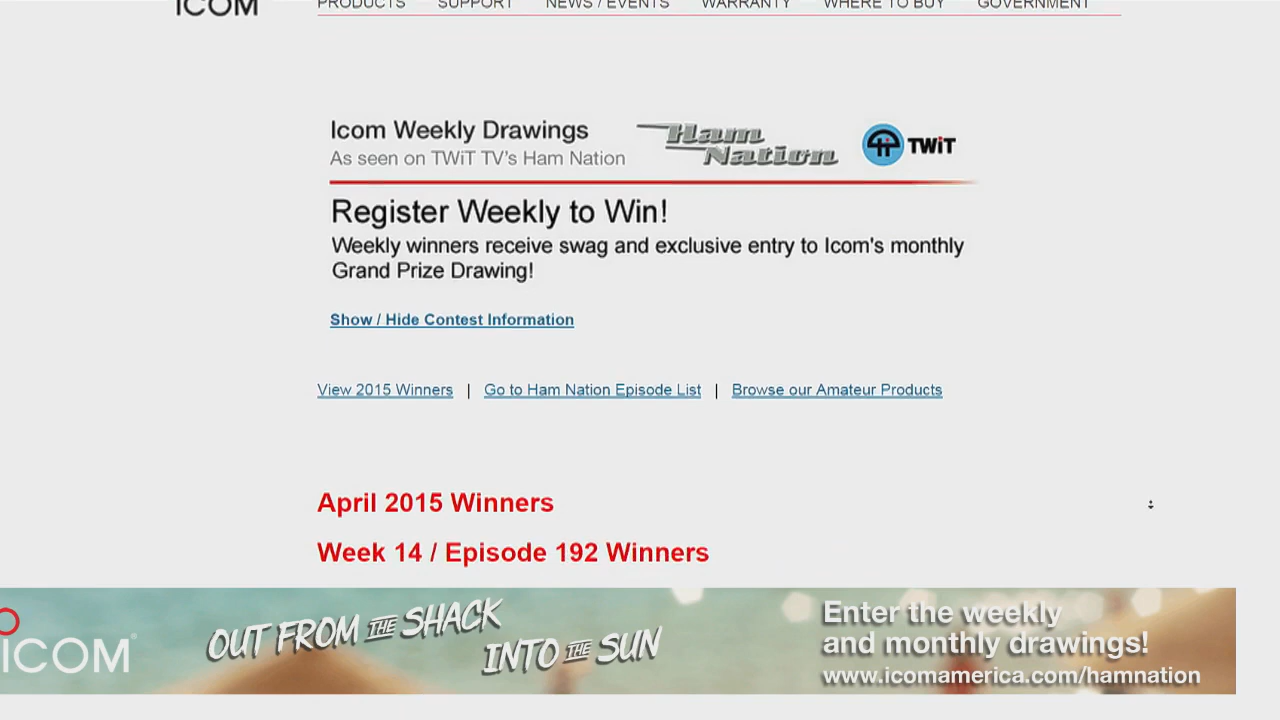 ICOM
PRODUCTS SUPPORT NEWS / EVENTS WARRANTY WHERE TO BUY GOVERNMENT
Icom Weekly Drawings
As seen on TWiT TV's Ham Nation
Ham
Nation
TWiT
Register Weekly to Win!
Weekly winners receive swag and exclusive entry to Icom's monthly
Grand Prize Drawing!
Show / Hide Contest Information
View 2015 Winners | Go to Ham Nation Episode List | Browse our Amateur Products
April 2015 Winners
Week 14 / Episode 192 Winners
ICOM®
OUT FROM THE SHACK
INTO THE SUN
Enter the weekly
and monthly drawings!
www.icomamerica.com/hamnation